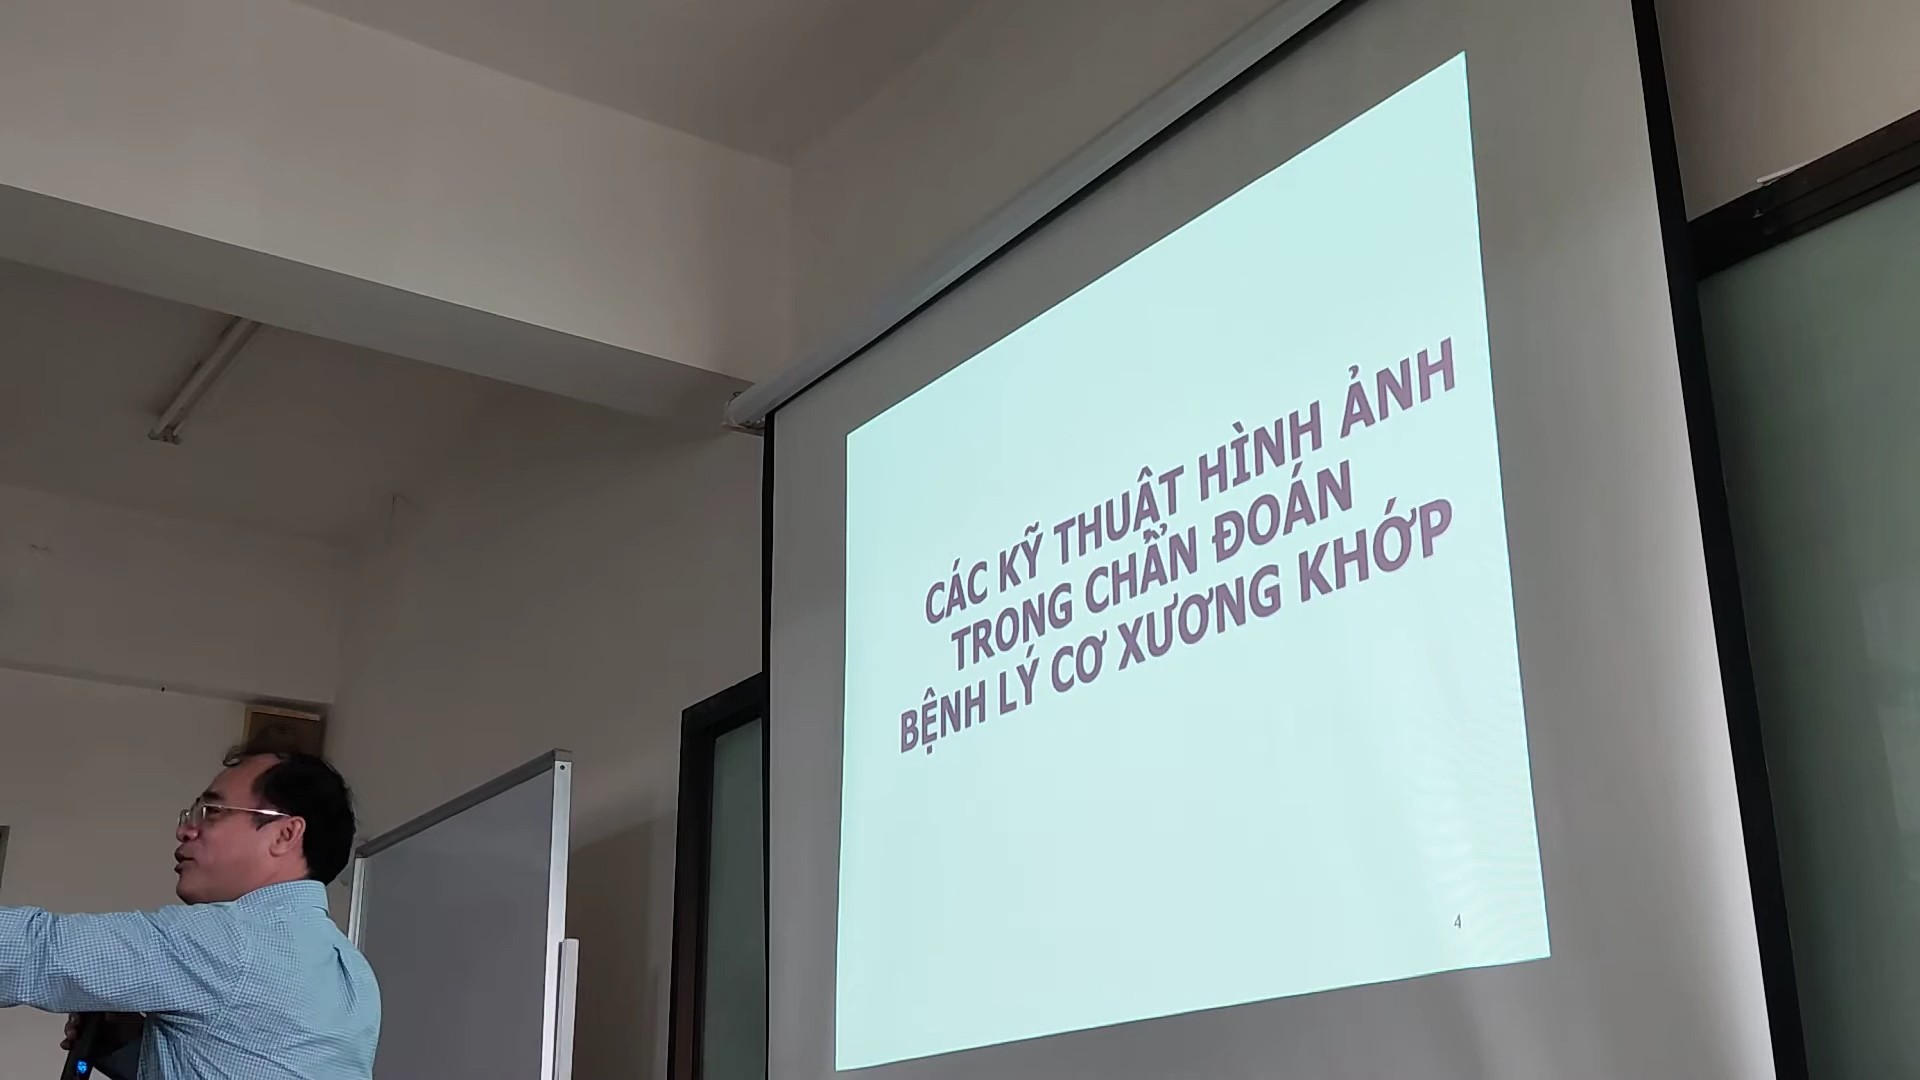 CÁC KỸ THUẬT HÌNH ẢNH
TRONG CHẨN ĐOÁN
BỆNH LÝ CƠ XƯƠNG KHỚP
4